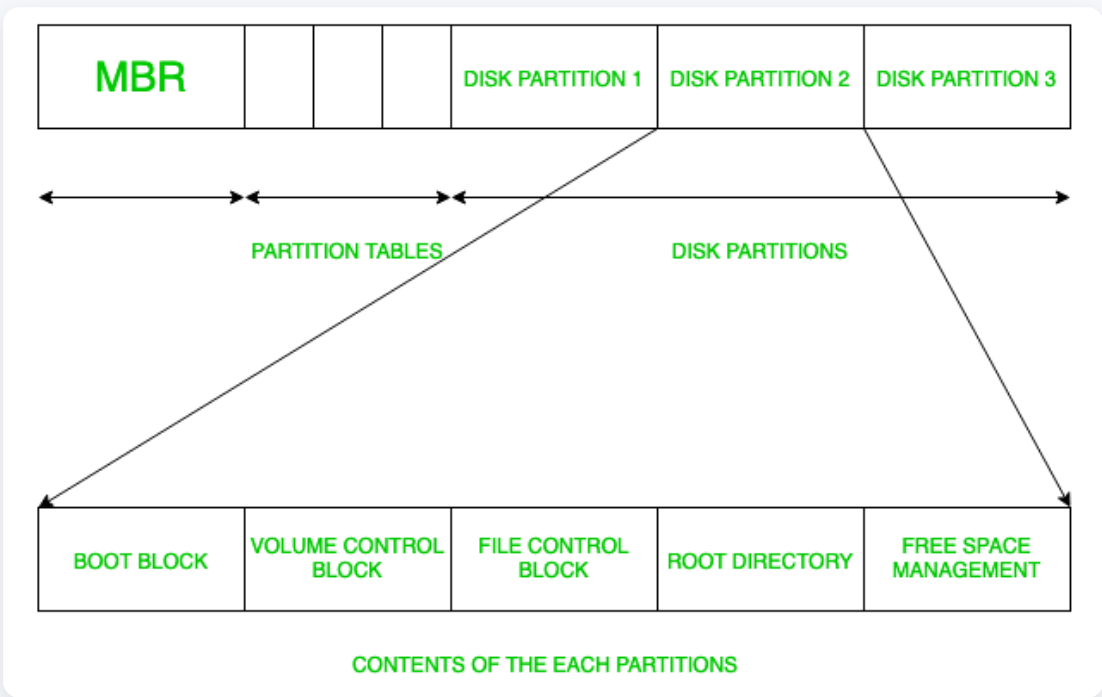 MBR
DISK PARTITION 1
DISK PARTITION 2
DISK PARTITION 3
PARTITION TABLES
DISK PARTITIONS
BOOT BLOCK
VOLUME CONTROL
BLOCK
FILE CONTROL
BLOCK
ROOT DIRECTORY
FREE SPACE
MANAGEMENT
CONTENTS OF THE EACH PARTITIONS